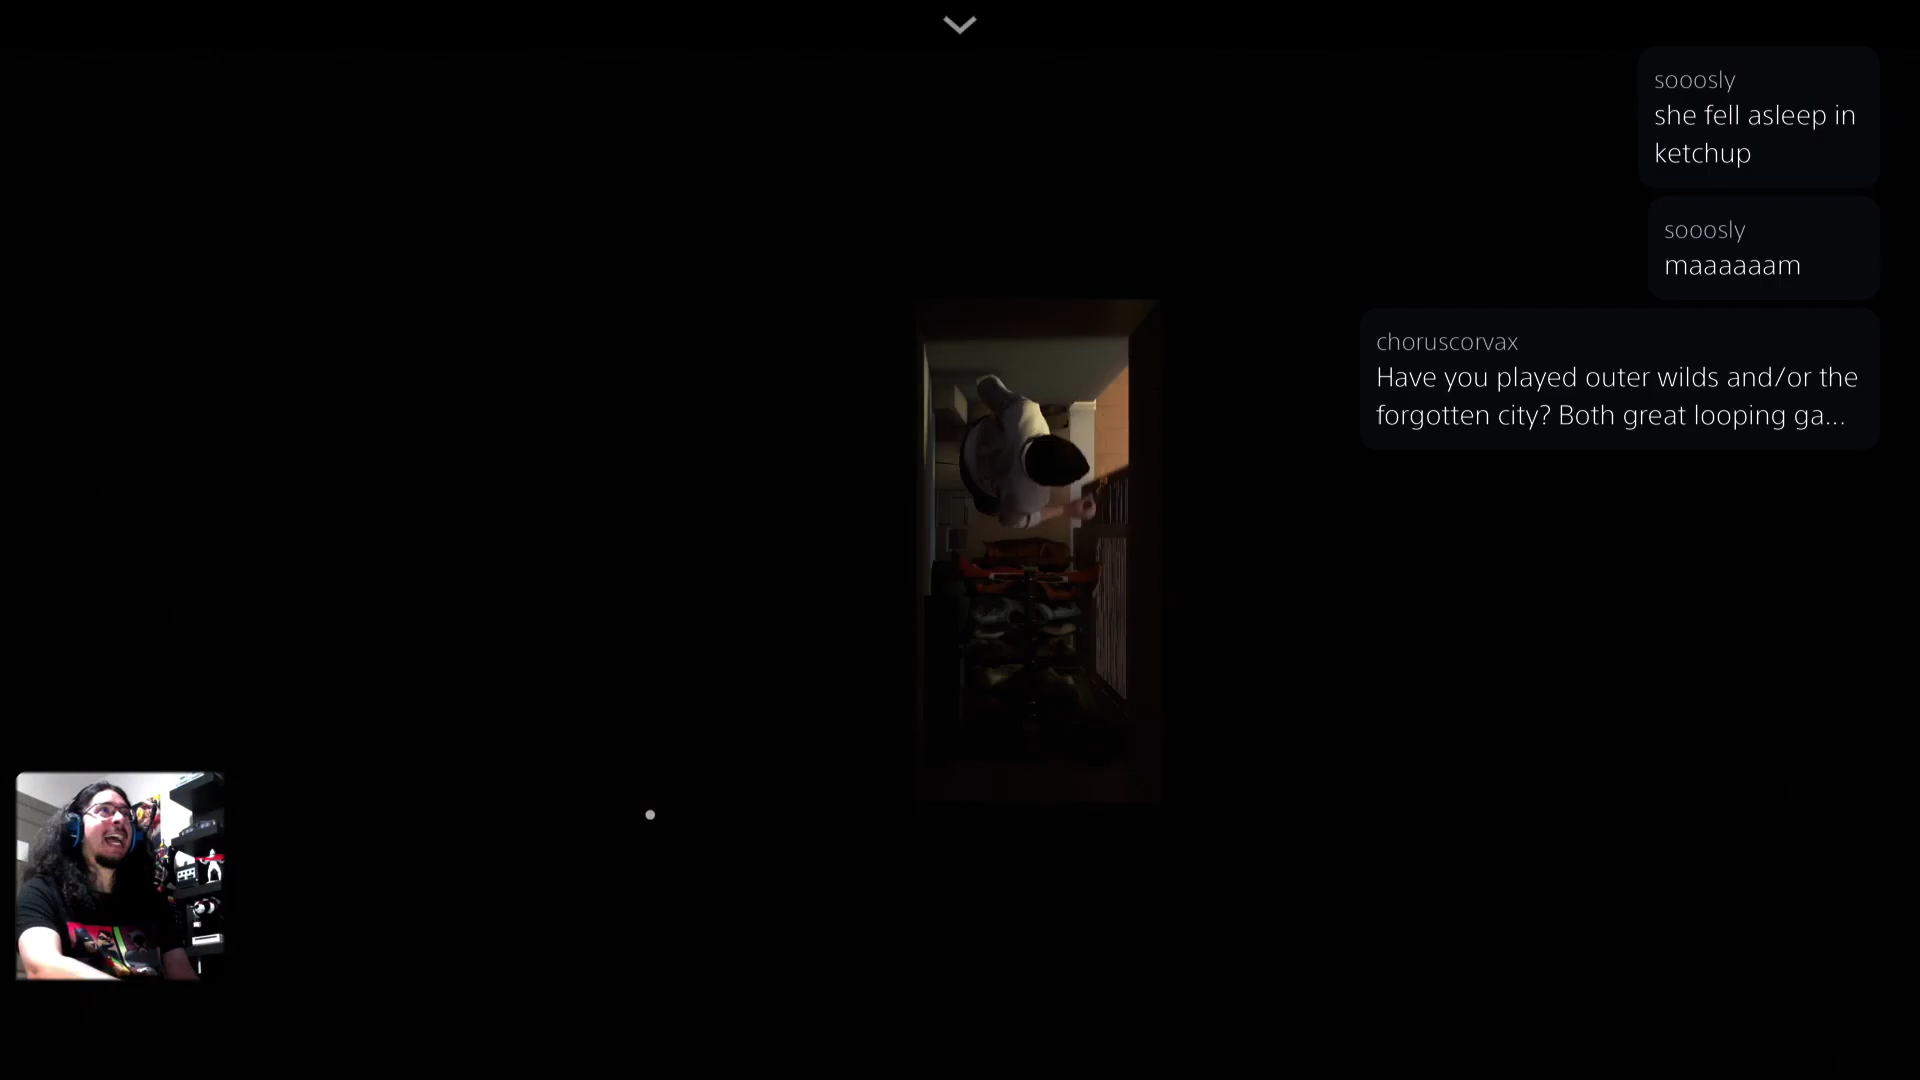 sooosly
she fell asleep in
ketchup
sooosly
maaaaaam
choruscorvax
Have you played outer wilds and/or the
forgotten city? Both great looping ga...